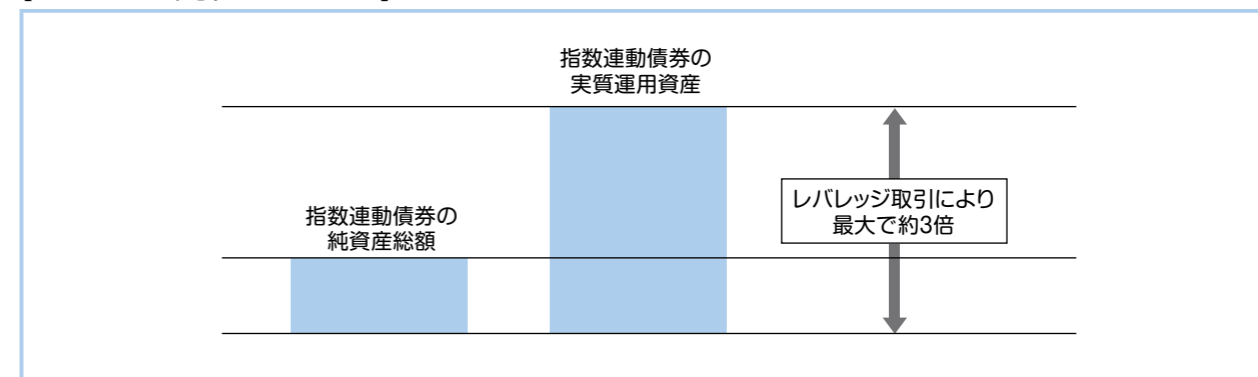 指数連動債券の
実質運用資産
指数連動債券の
純資産総額
レバレッジ取引により
最大で約3倍